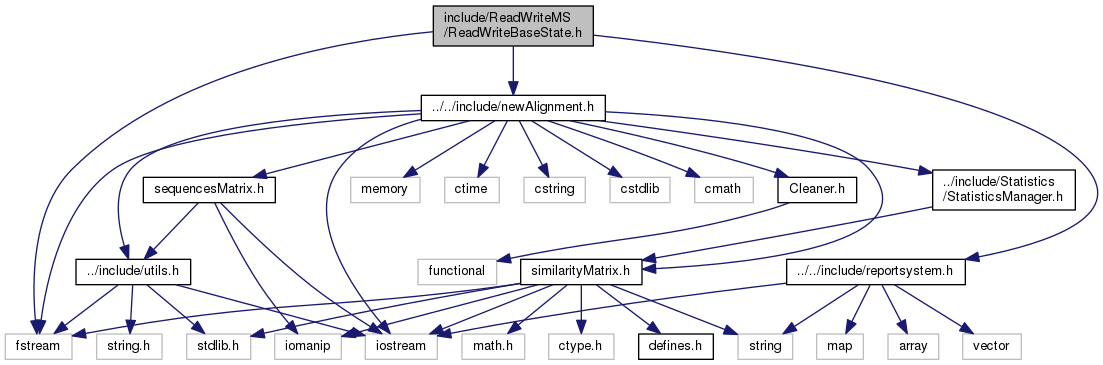 include/ReadWriteMS
/ReadWriteBaseState.h
../../include/newAlignment.h
sequencesMatrix.h
memory
ctime
cstring
cstdlib
cmath
Cleaner.h
../include/Statistics
/StatisticsManager.h
../include/utils.h
functional
similarityMatrix.h
../../include/reportsystem.h
fstream
string.h
stdlib.h
iomanip
iostream
math.h
ctype.h
defines.h
string
map
array
vector